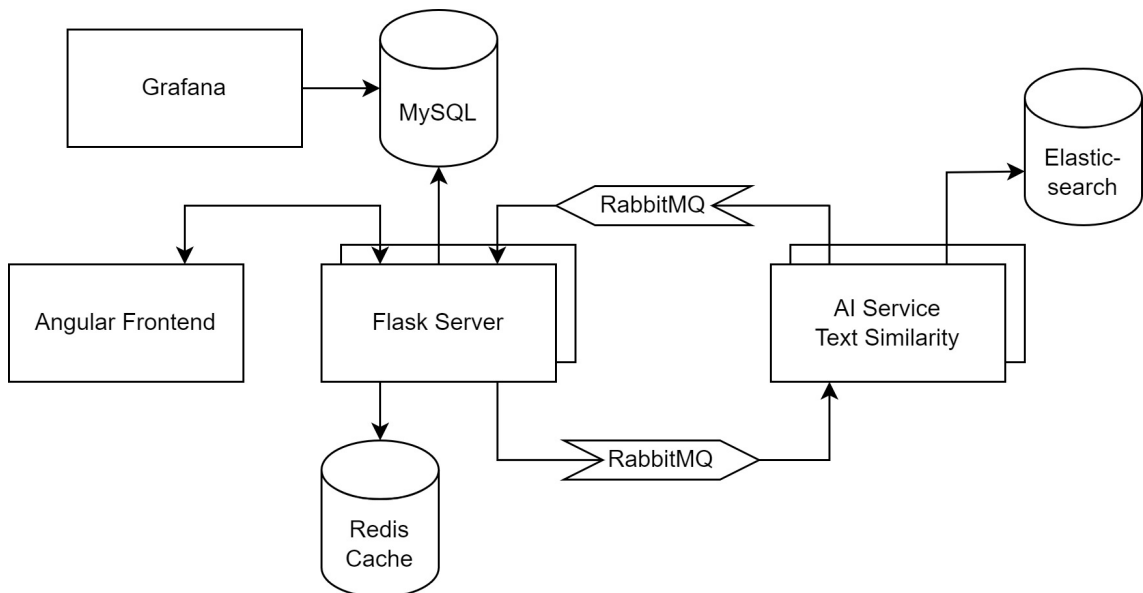 Grafana
MySQL
Elastic-
search
RabbitMQ
Angular Frontend
Flask Server
AI Service
Text Similarity
RabbitMQ
Redis
Cache